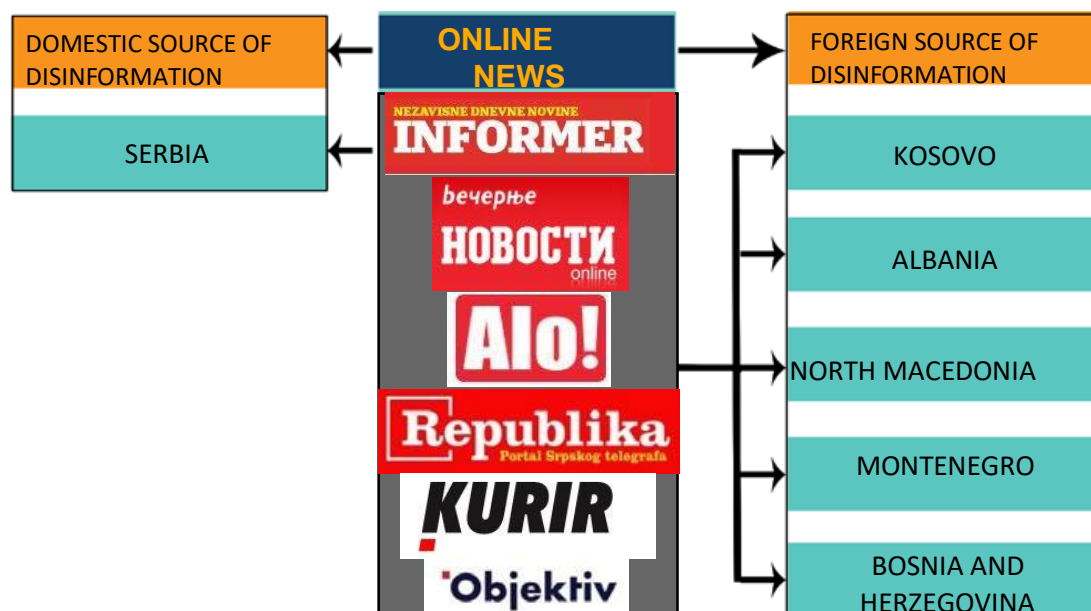 DOMESTIC SOURCE OF
DISINFORMATION
SERBIA
ONLINE
NEWS
NEZAVISNE DNEVNE NOVINE
INFORMER
вечерње
НОВОСТИ
online
Alo!
Republika
Portal Srpskog telegrafa
KURIR
Objektiv
FOREIGN SOURCE OF
DISINFORMATION
KOSOVO
ALBANIA
NORTH MACEDONIA
MONTENEGRO
BOSNIA AND
HERZEGOVINA